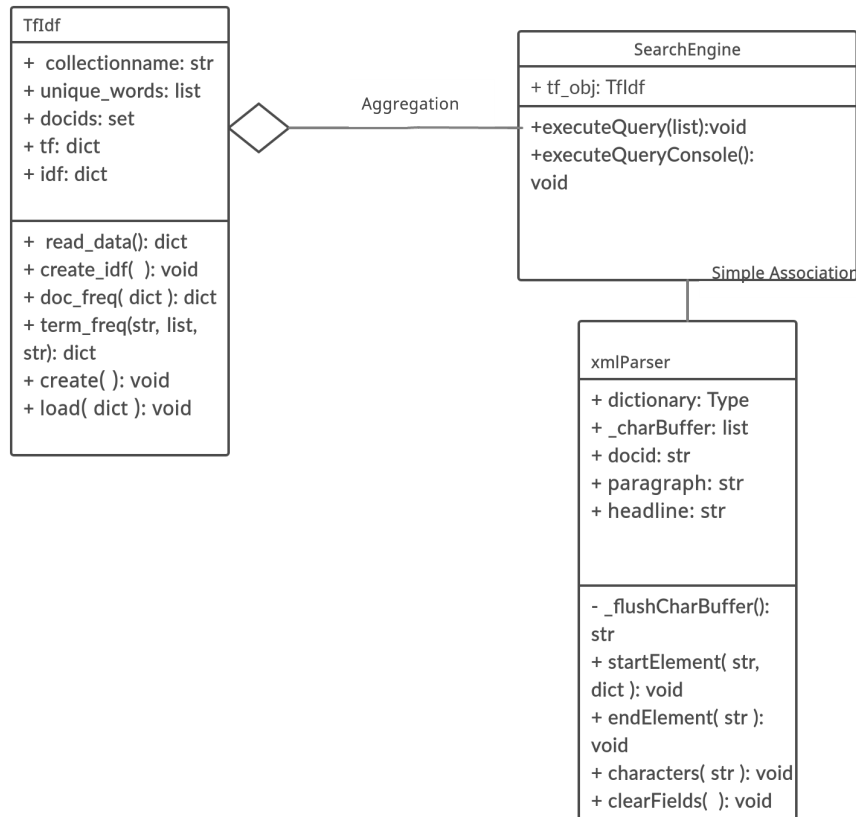 TfIdf
+ collectionname: str
+ unique_words: list
+ docids: set
+ tf: dict
+ idf: dict
+ read_data(): dict
+ create_idf( ): void
+ doc_freq( dict ): dict
+ term_freq(str, list,
str): dict
+ create( ): void
+ load( dict ): void
Aggregation
SearchEngine
+ tf_obj: TfIdf
+executeQuery(list):void
+executeQueryConsole():
void
Simple Association
xmlParser
+ dictionary: Type
+ _charBuffer: list
+ docid: str
+ paragraph: str
+ headline: str
- _flushCharBuffer():
str
+ startElement( str,
dict ): void
+ endElement( str ):
void
+ characters( str ): void
+ clearFields( ): void